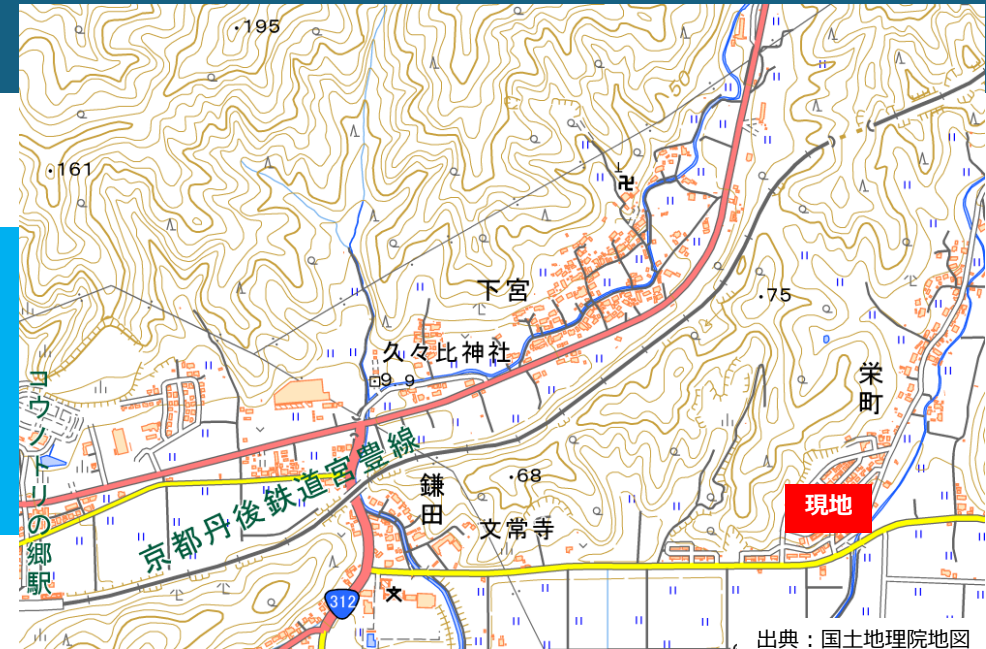 195
50
161
下宮
75
久々比神社
9.9
栄町
コウノトリの郷駅
京都丹後鉄道宮豊線
鎌田
68
文常寺
現地
312
出典：国土地理院地図